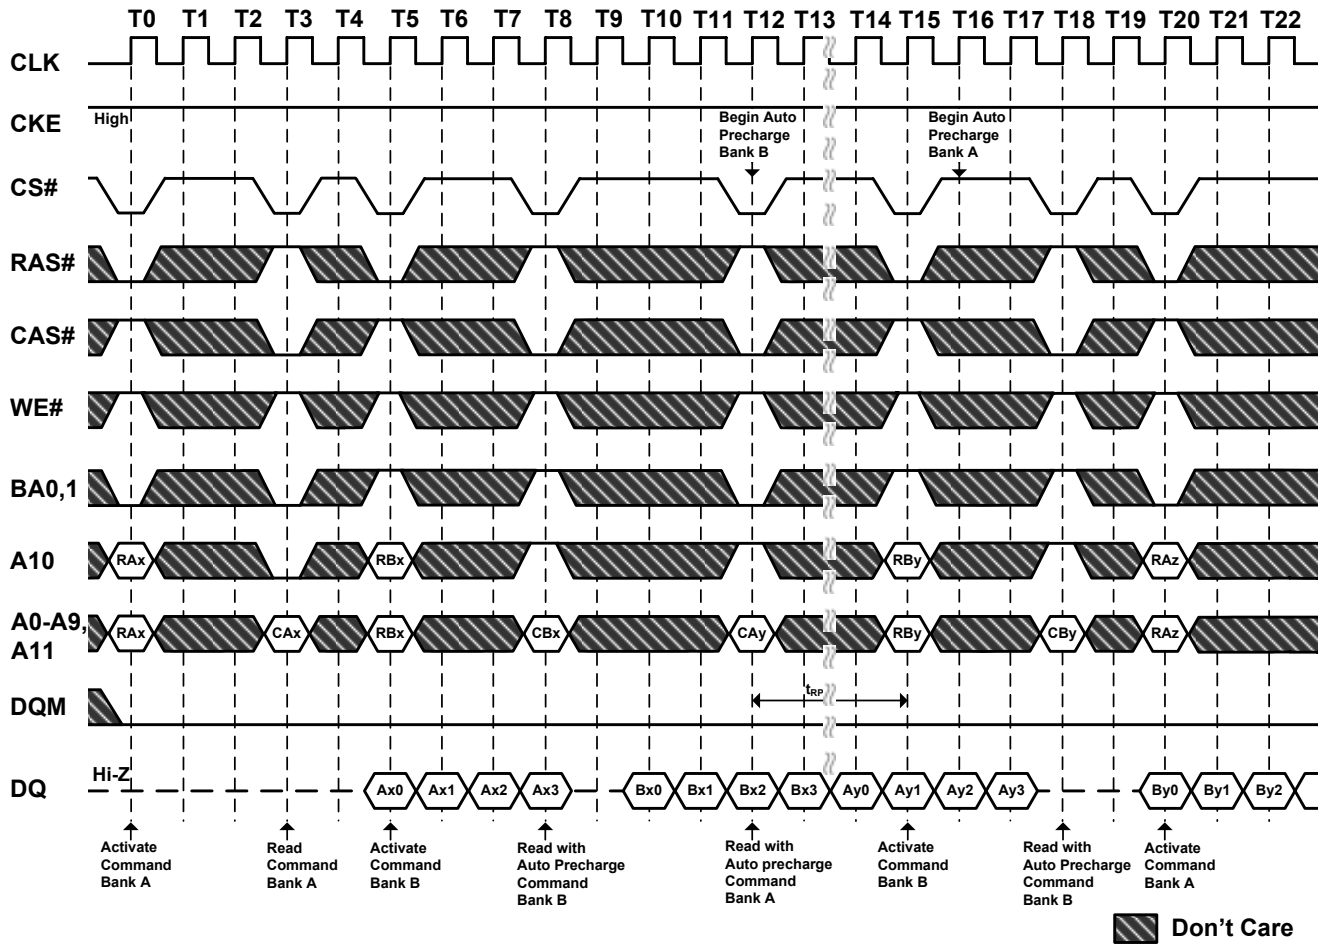 T0 T1 T2 T3 T4 T5 T6 T7 T8 T9 T10 T11 T12 T13 T14 T15 T16 T17 T18 T19 T20 T21 T22
CLK
CKE
High
Begin Auto
Precharge
Bank B
Begin Auto
Precharge
Bank A
CS#
RAS#
CAS#
WE#
BA0,1
A10
RAx RBx RBy RAz
A0-A9,
A11
RAx CAx RBx CBx CAy RBy CBy RAz
DQM
tRP
DQ
Hi-Z
Ax0 Ax1 Ax2 Ax3 Bx0 Bx1 Bx2 Bx3 Ay0 Ay1 Ay2 Ay3 By0 By1 By2
Activate
Command
Bank A
Read
Command
Bank A
Activate
Command
Bank B
Read with
Auto Precharge
Command
Bank B
Read with
Auto precharge
Command
Bank A
Activate
Command
Bank B
Read with
Auto Precharge
Command
Bank B
Activate
Command
Bank A
Don't Care